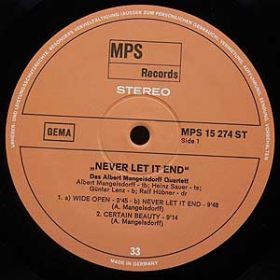 MPS
Records
STEREO
GEMA
MPS 15 274 ST
Side 1
„NEVER LET IT END"
Das Albert Mangelsdorff Quartett
Albert Mangelsdorff - tb; Heinz Sauer - ts;
Günter Lenz - b; Ralf Hübner - dr
1. a) WIDE OPEN - 3'45 - b) NEVER LET IT END - 9'48
(A. Mangelsdorff)
2. CERTAIN BEAUTY - 9'14
(A. Mangelsdorff)
33
MADE IN GERMANY